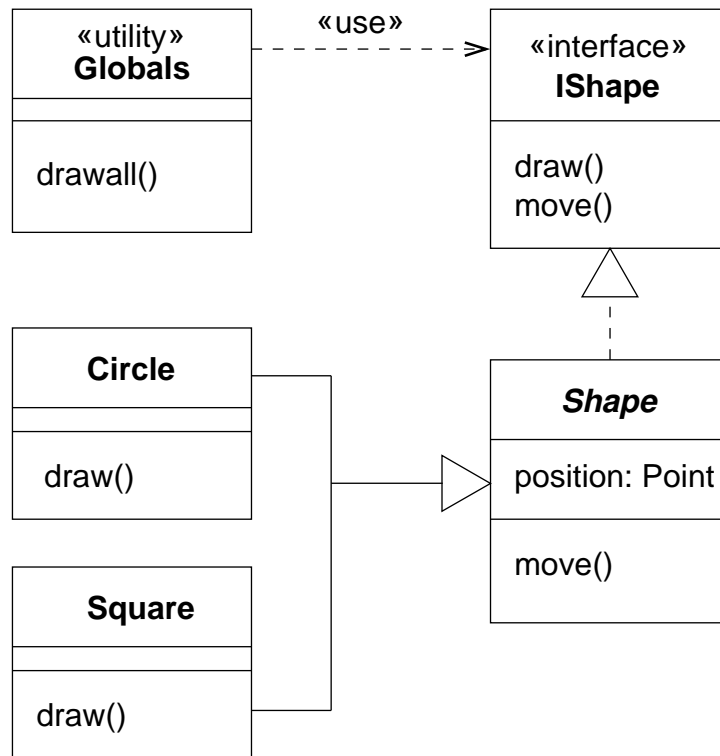 «utility»
Globals
drawall()
«use»
«interface»
IShape
draw()
move()
Circle
draw()
Shape
position: Point
move()
Square
draw()